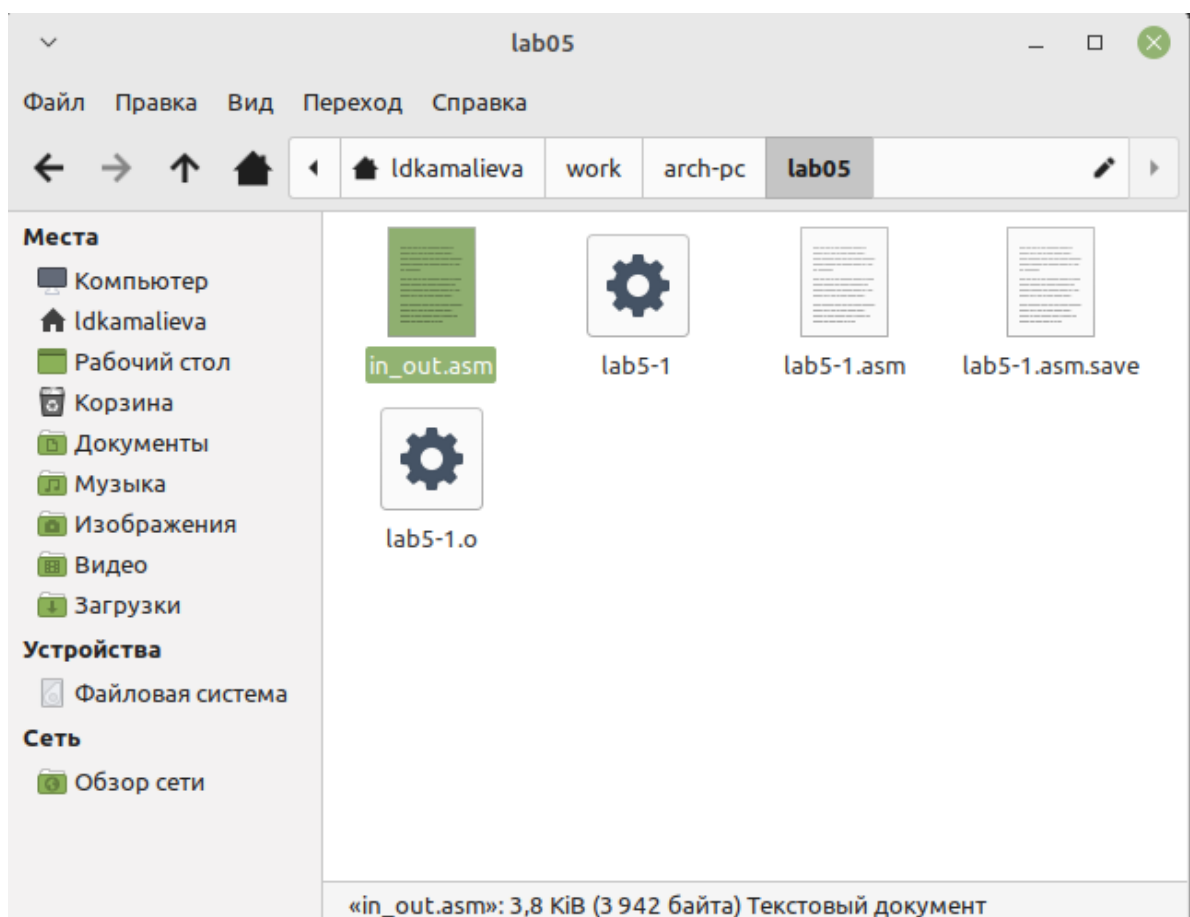 lab05
Файл Правка Вид Переход Справка
ldkamalieva work arch-pc lab05
Места
Компьютер
ldkamalieva
Рабочий стол
Корзина
Документы
Музыка
Изображения
Видео
Загрузки
Устройства
Файловая система
Сеть
Обзор сети
in_out.asm lab5-1 lab5-1.asm lab5-1.asm.save
lab5-1.o
«in_out.asm»: 3,8 KiB (3 942 байта) Текстовый документ